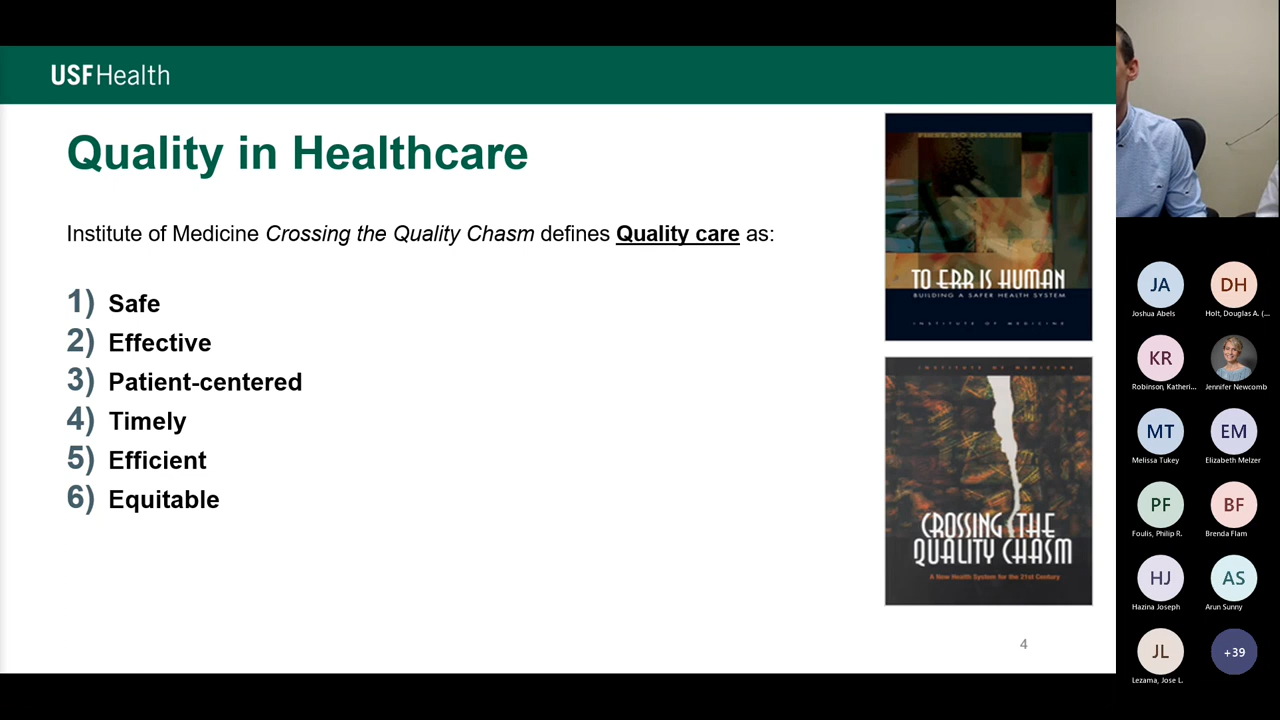 USFHealth
Quality in Healthcare
Institute of Medicine Crossing the Quality Chasm defines Quality care as:
1) Safe
2) Effective
3) Patient-centered
4) Timely
5) Efficient
6) Equitable
FIRST, DO NO HARM
TO ERR IS HUMAN
BUILDING A SAFER HEALTH SYSTEM
INSTITUTE OF MEDICINE
INSTITUTE OF MEDICINE
CROSSING THE
QUALITY CHASM
A New Health System for the 21st Century
4
JA
Joshua Abels
DH
Holt, Douglas A. (...
KR
Robinson, Katheri...
Jennifer Newcomb
MT
Melissa Tukey
EM
Elizabeth Melzer
PF
Foulis, Philip R.
BF
Brenda Flam
HJ
Hazina Joseph
AS
Arun Sunny
JL
Lezama, Jose L.
+39